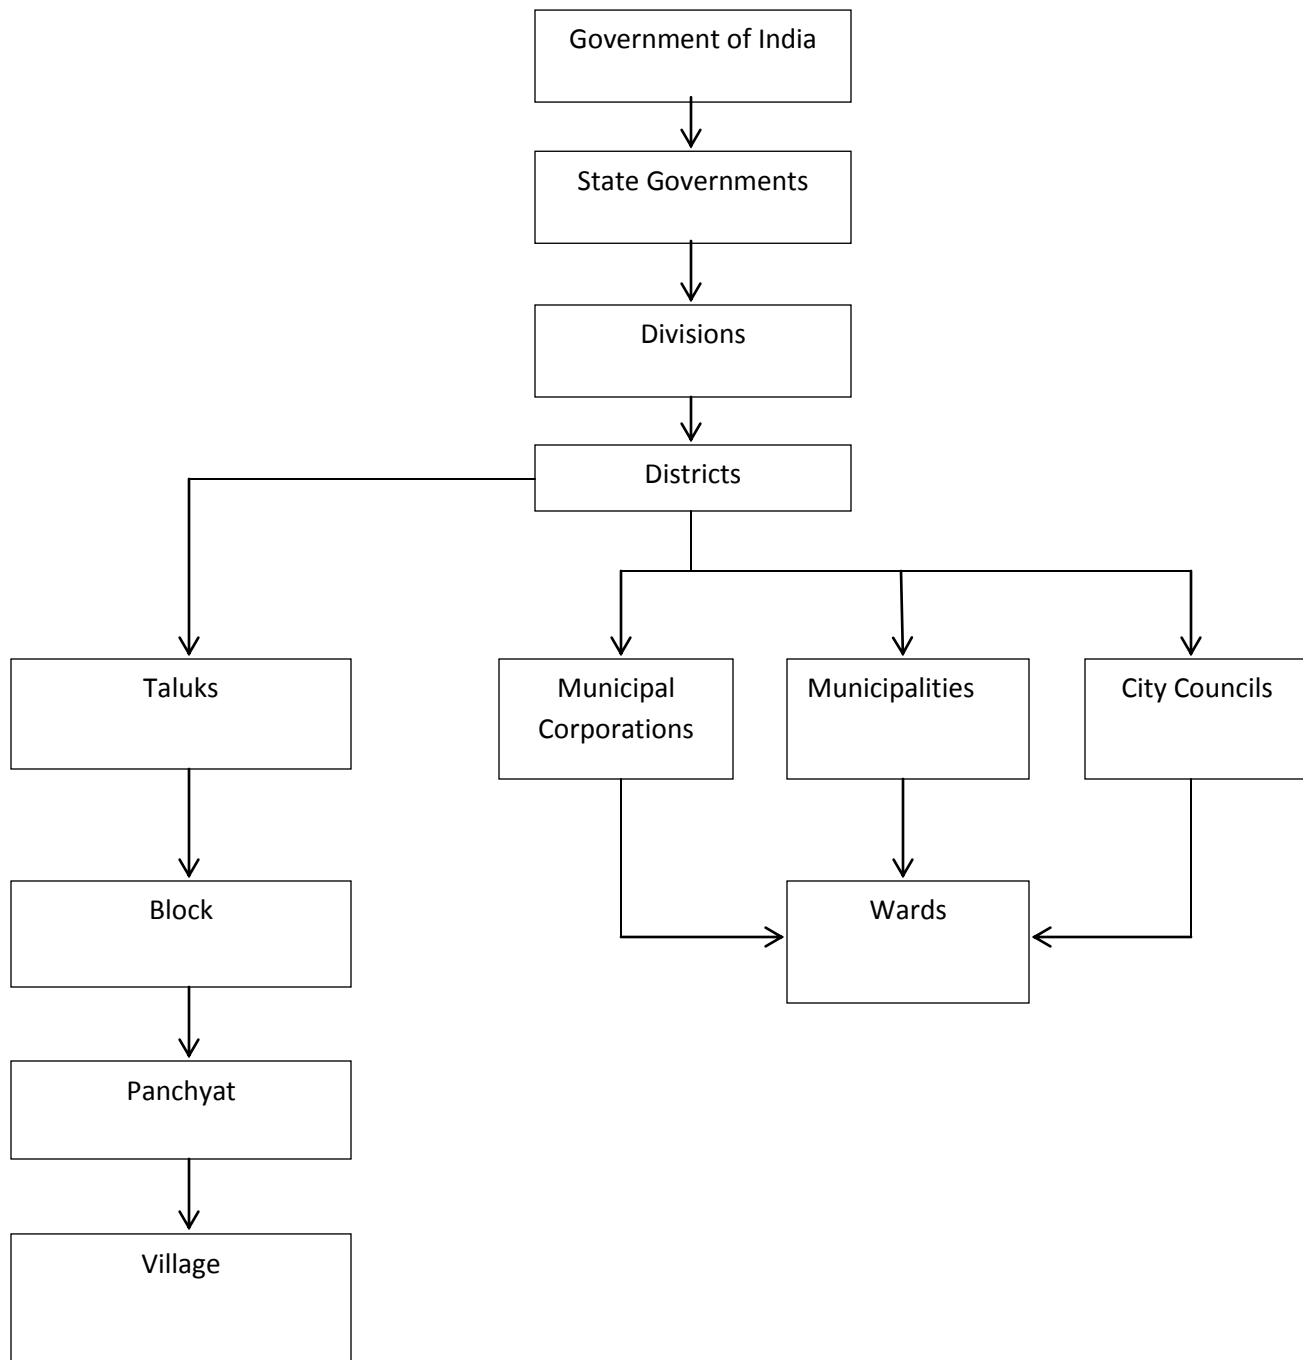 Government of India
State Governments
Divisions
Districts
Taluks
Municipal
Corporations
Municipalities
City Councils
Block
Wards
Panchyat
Village